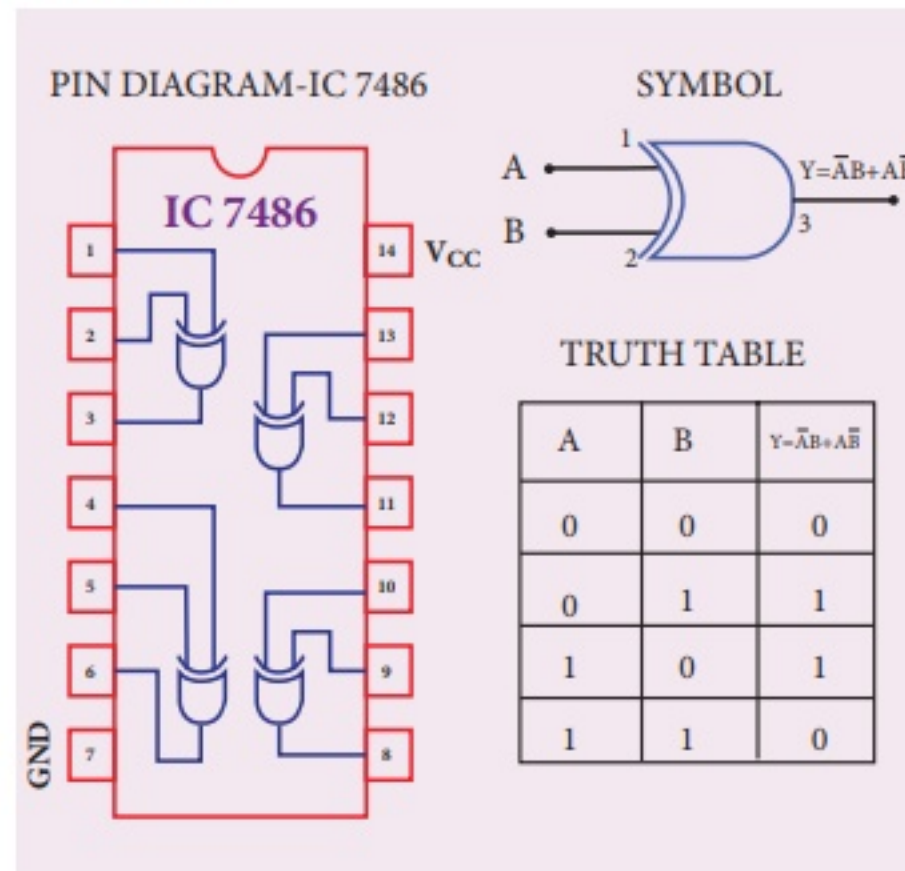 PIN DIAGRAM-IC 7486
IC 7486
1
2
3
4
5
6
7
14
13
12
11
10
9
8
V_CC
GND
SYMBOL
A
B
1
2
3
Y=A̅B+AB̅
TRUTH TABLE
A B Y=A̅B+AB̅
0 0 0
0 1 1
1 0 1
1 1 0